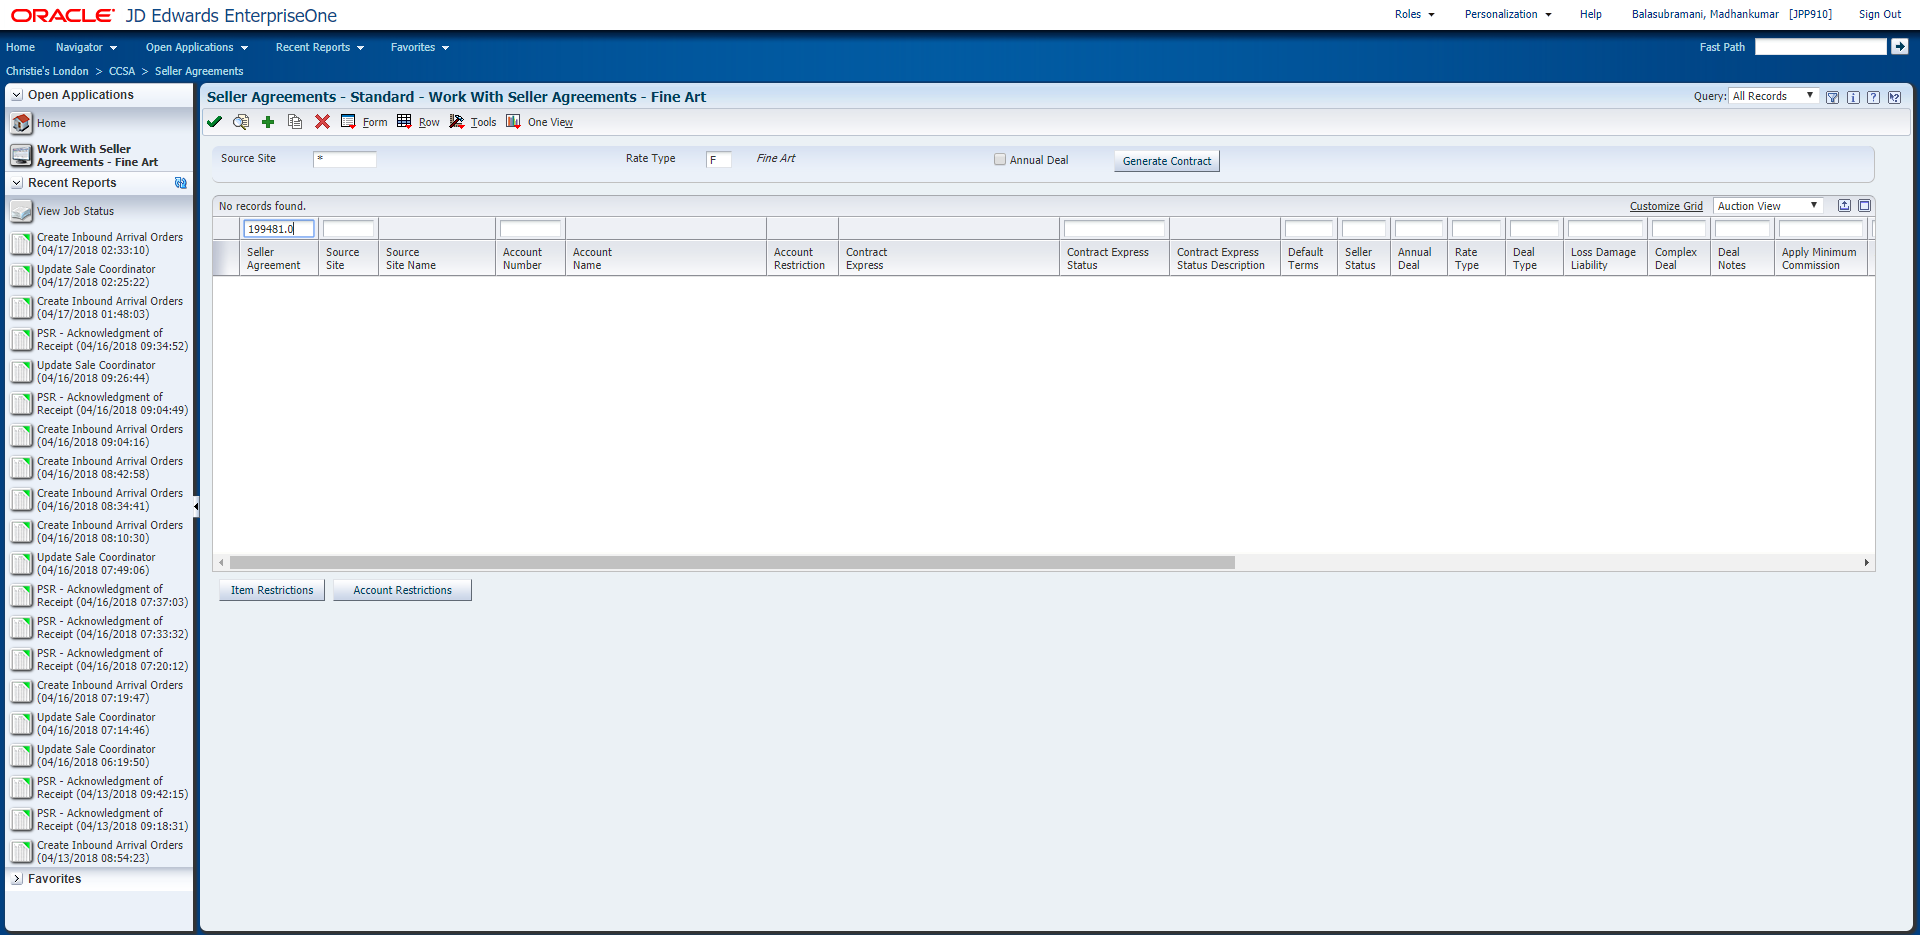 ORACLE JD Edwards EnterpriseOne
Roles Personalization Help Balasubramani, Madhankumar [JPP910] Sign Out
Home Navigator Open Applications Recent Reports Favorites Fast Path
Christie's London > CCSA > Seller Agreements
Open Applications
Home
Work With Seller
Agreements - Fine Art
Recent Reports
View Job Status
Create Inbound Arrival Orders
(04/17/2018 02:33:10)
Update Sale Coordinator
(04/17/2018 02:25:22)
Create Inbound Arrival Orders
(04/17/2018 01:48:03)
PSR - Acknowledgment of
Receipt (04/16/2018 09:34:52)
Update Sale Coordinator
(04/16/2018 09:26:44)
PSR - Acknowledgment of
Receipt (04/16/2018 09:04:49)
Create Inbound Arrival Orders
(04/16/2018 09:04:16)
Create Inbound Arrival Orders
(04/16/2018 08:42:58)
Create Inbound Arrival Orders
(04/16/2018 08:34:41)
Create Inbound Arrival Orders
(04/16/2018 08:10:30)
Update Sale Coordinator
(04/16/2018 07:49:06)
PSR - Acknowledgment of
Receipt (04/16/2018 07:37:03)
PSR - Acknowledgment of
Receipt (04/16/2018 07:33:32)
PSR - Acknowledgment of
Receipt (04/16/2018 07:20:12)
Create Inbound Arrival Orders
(04/16/2018 07:19:47)
Update Sale Coordinator
(04/16/2018 07:14:46)
Update Sale Coordinator
(04/16/2018 06:19:50)
PSR - Acknowledgment of
Receipt (04/13/2018 09:42:15)
PSR - Acknowledgment of
Receipt (04/13/2018 09:18:31)
Create Inbound Arrival Orders
(04/13/2018 08:54:23)
Favorites
Seller Agreements - Standard - Work With Seller Agreements - Fine Art
Query: All Records
Form Row Tools One View
Source Site * Rate Type F Fine Art Annual Deal Generate Contract
No records found. Customize Grid Auction View
199481.0
Seller Agreement
Source Site
Source Site Name
Account Number
Account Name
Account Restriction
Contract Express
Contract Express Status
Contract Express Status Description
Default Terms
Seller Status
Annual Deal
Rate Type
Deal Type
Loss Damage Liability
Complex Deal
Deal Notes
Apply Minimum Commission
Item Restrictions Account Restrictions